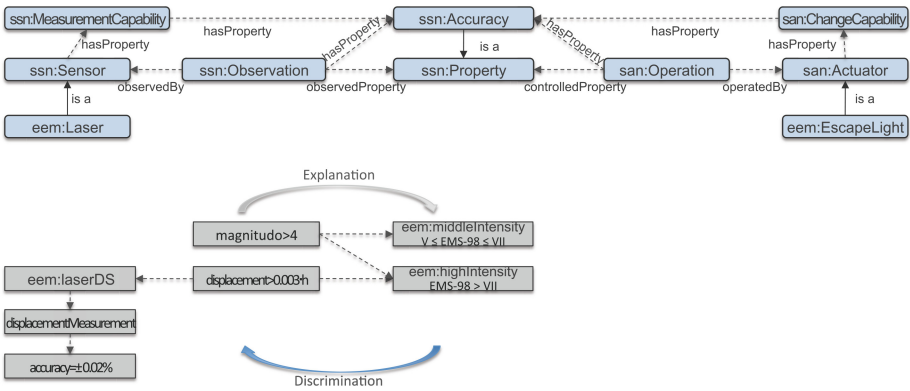 ssn:MeasurementCapability
ssn:Accuracy
san:ChangeCapability
hasProperty
hasProperty
hasProperty
hasProperty
hasProperty
hasProperty
is a
ssn:Sensor
ssn:Observation
ssn:Property
san:Operation
san:Actuator
observedBy
observedProperty
controlledProperty
operatedBy
is a
is a
eem:Laser
eem:EscapeLight
Explanation
magnitudo>4
eem:middleIntensity
V ≤ EMS-98 ≤ VII
eem:laserDS
displacement>0.003·h
eem:highIntensity
EMS-98 > VII
displacementMeasurement
accuracy=±0.02%
Discrimination